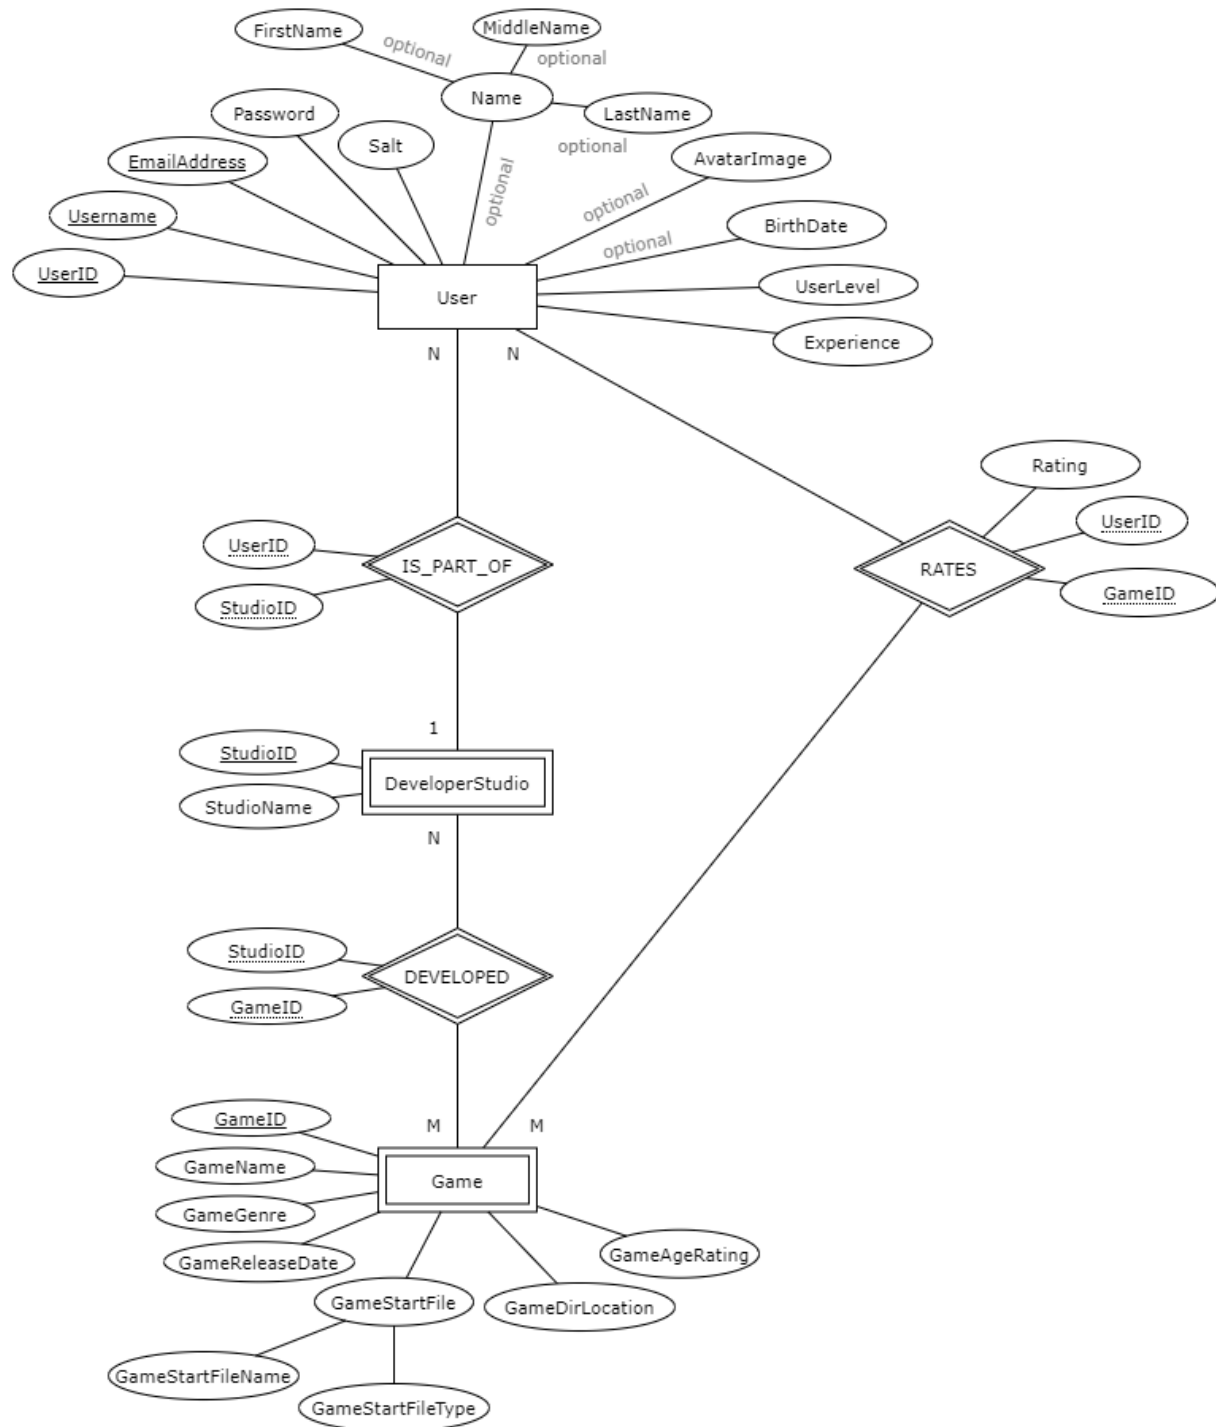 MiddleName
FirstName
optional
optional
Name
Password
LastName
Salt
optional
EmailAddress
AvatarImage
optional
optional
Username
BirthDate
optional
UserID
UserLevel
User
Experience
N
N
Rating
UserID
UserID
IS_PART_OF
RATES
StudioID
GameID
1
StudioID
DeveloperStudio
StudioName
N
StudioID
DEVELOPED
GameID
GameID
M
M
GameName
Game
GameGenre
GameReleaseDate
GameAgeRating
GameStartFile
GameDirLocation
GameStartFileName
GameStartFileType